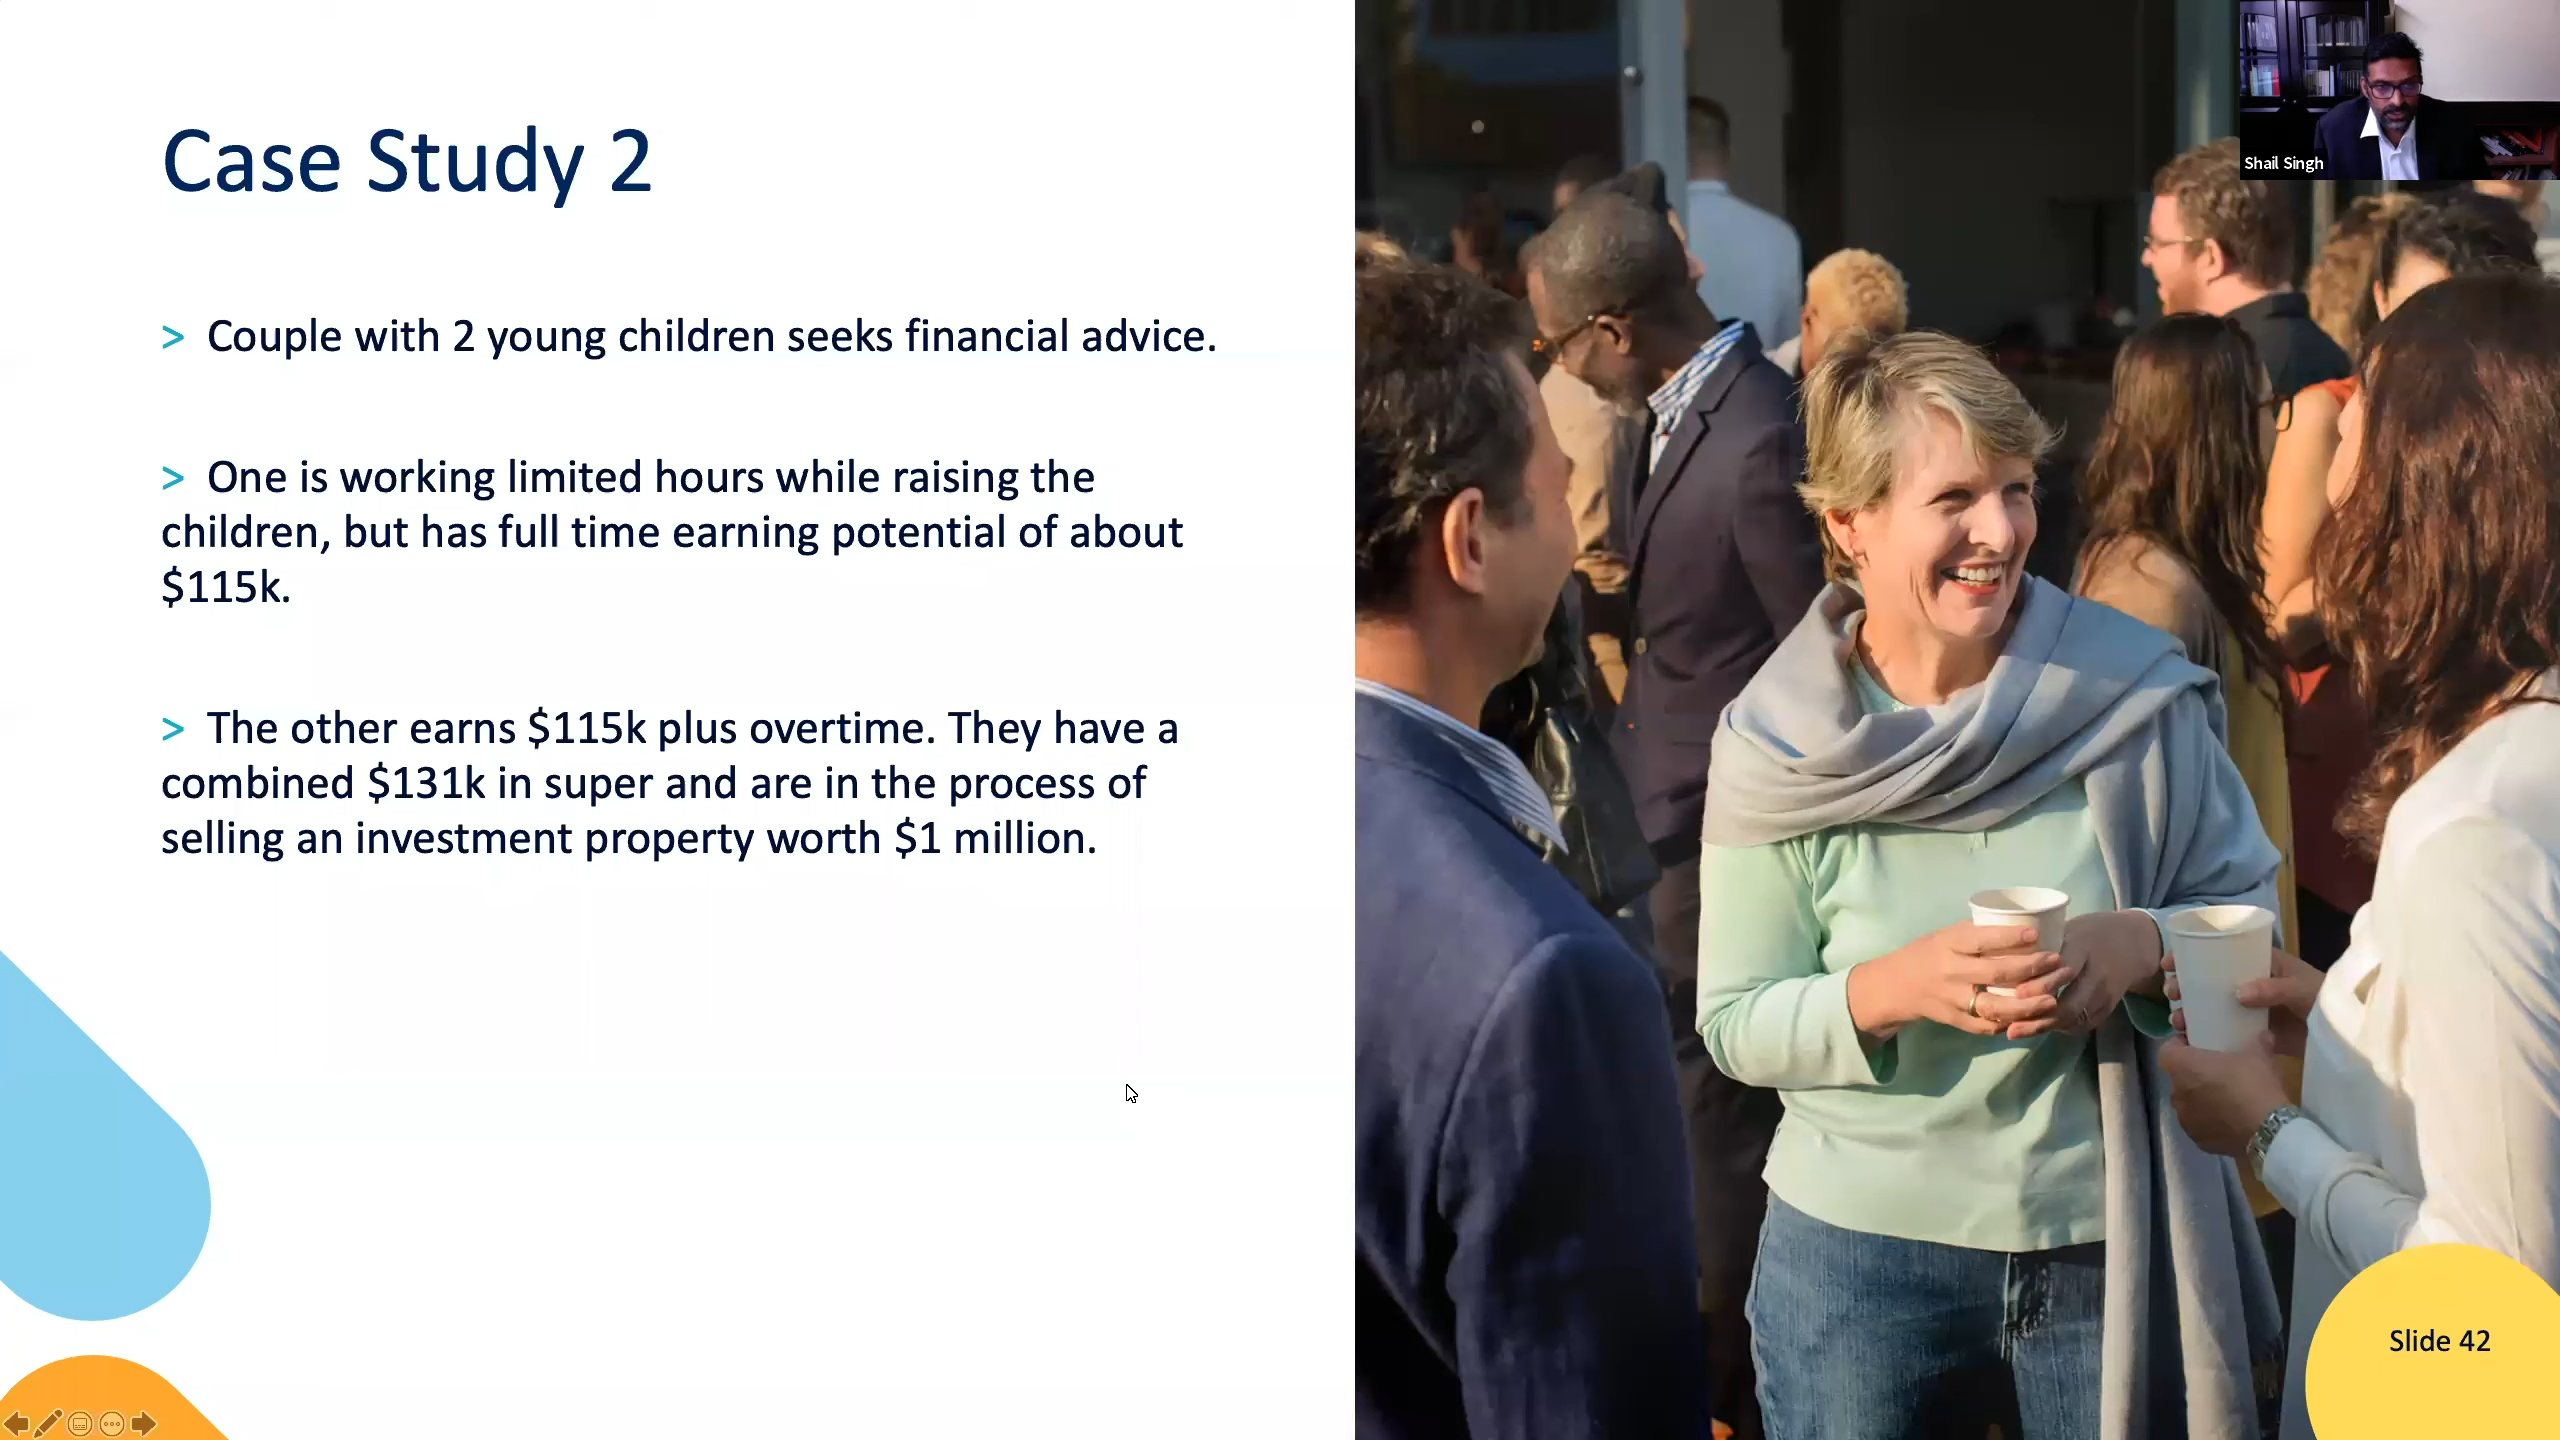 Case Study 2
> Couple with 2 young children seeks financial advice.
> One is working limited hours while raising the
children, but has full time earning potential of about
$115k.
> The other earns $115k plus overtime. They have a
combined $131k in super and are in the process of
selling an investment property worth $1 million.
Shail Singh
Slide 42